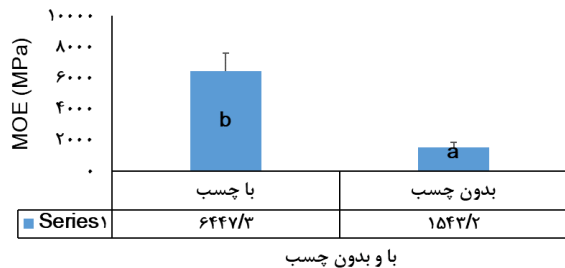 MOE (MPa)
۱۰۰۰۰
۸۰۰۰
۶۰۰۰
۴۰۰۰
۲۰۰۰
۰
b
a
با چسب
بدون چسب
Series۱
۶۴۴۷/۳
۱۵۴۳/۲
با و بدون چسب